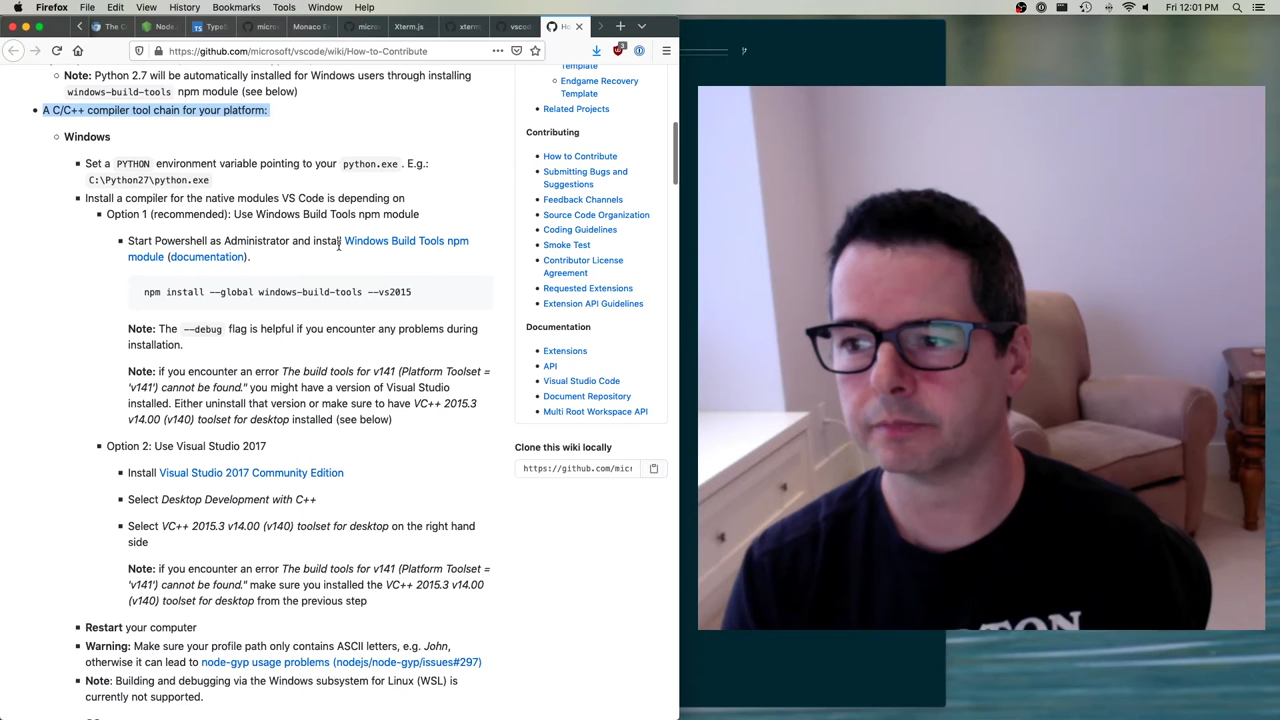 Firefox File Edit View History Bookmarks Tools Window Help
Fri 12:01 PM
The C
Node.
TS TypeS
micro
Monaco E
micros
Xterm.js
xterm
vscod
Ho
https://github.com/microsoft/vscode/wiki/How-to-Contribute
3
Note: Python 2.7 will be automatically installed for Windows users through installing
windows-build-tools npm module (see below)
A C/C++ compiler tool chain for your platform:
Windows
Set a PYTHON environment variable pointing to your python.exe. E.g.:
C:\Python27\python.exe
Install a compiler for the native modules VS Code is depending on
Option 1 (recommended): Use Windows Build Tools npm module
Start Powershell as Administrator and install Windows Build Tools npm
module (documentation).
npm install --global windows-build-tools --vs2015
Note: The --debug flag is helpful if you encounter any problems during
installation.
Note: if you encounter an error The build tools for v141 (Platform Toolset =
'v141') cannot be found." you might have a version of Visual Studio
installed. Either uninstall that version or make sure to have VC++ 2015.3
v14.00 (v140) toolset for desktop installed (see below)
Option 2: Use Visual Studio 2017
Install Visual Studio 2017 Community Edition
Select Desktop Development with C++
Select VC++ 2015.3 v14.00 (v140) toolset for desktop on the right hand
side
Note: if you encounter an error The build tools for v141 (Platform Toolset =
'v141') cannot be found." make sure you installed the VC++ 2015.3 v14.00
(v140) toolset for desktop from the previous step
Restart your computer
Warning: Make sure your profile path only contains ASCII letters, e.g. John,
otherwise it can lead to node-gyp usage problems (nodejs/node-gyp/issues#297)
Note: Building and debugging via the Windows subsystem for Linux (WSL) is
currently not supported.
Template
Endgame Recovery
Template
Related Projects
Contributing
How to Contribute
Submitting Bugs and
Suggestions
Feedback Channels
Source Code Organization
Coding Guidelines
Smoke Test
Contributor License
Agreement
Requested Extensions
Extension API Guidelines
Documentation
Extensions
API
Visual Studio Code
Document Repository
Multi Root Workspace API
Clone this wiki locally
https://github.com/micr